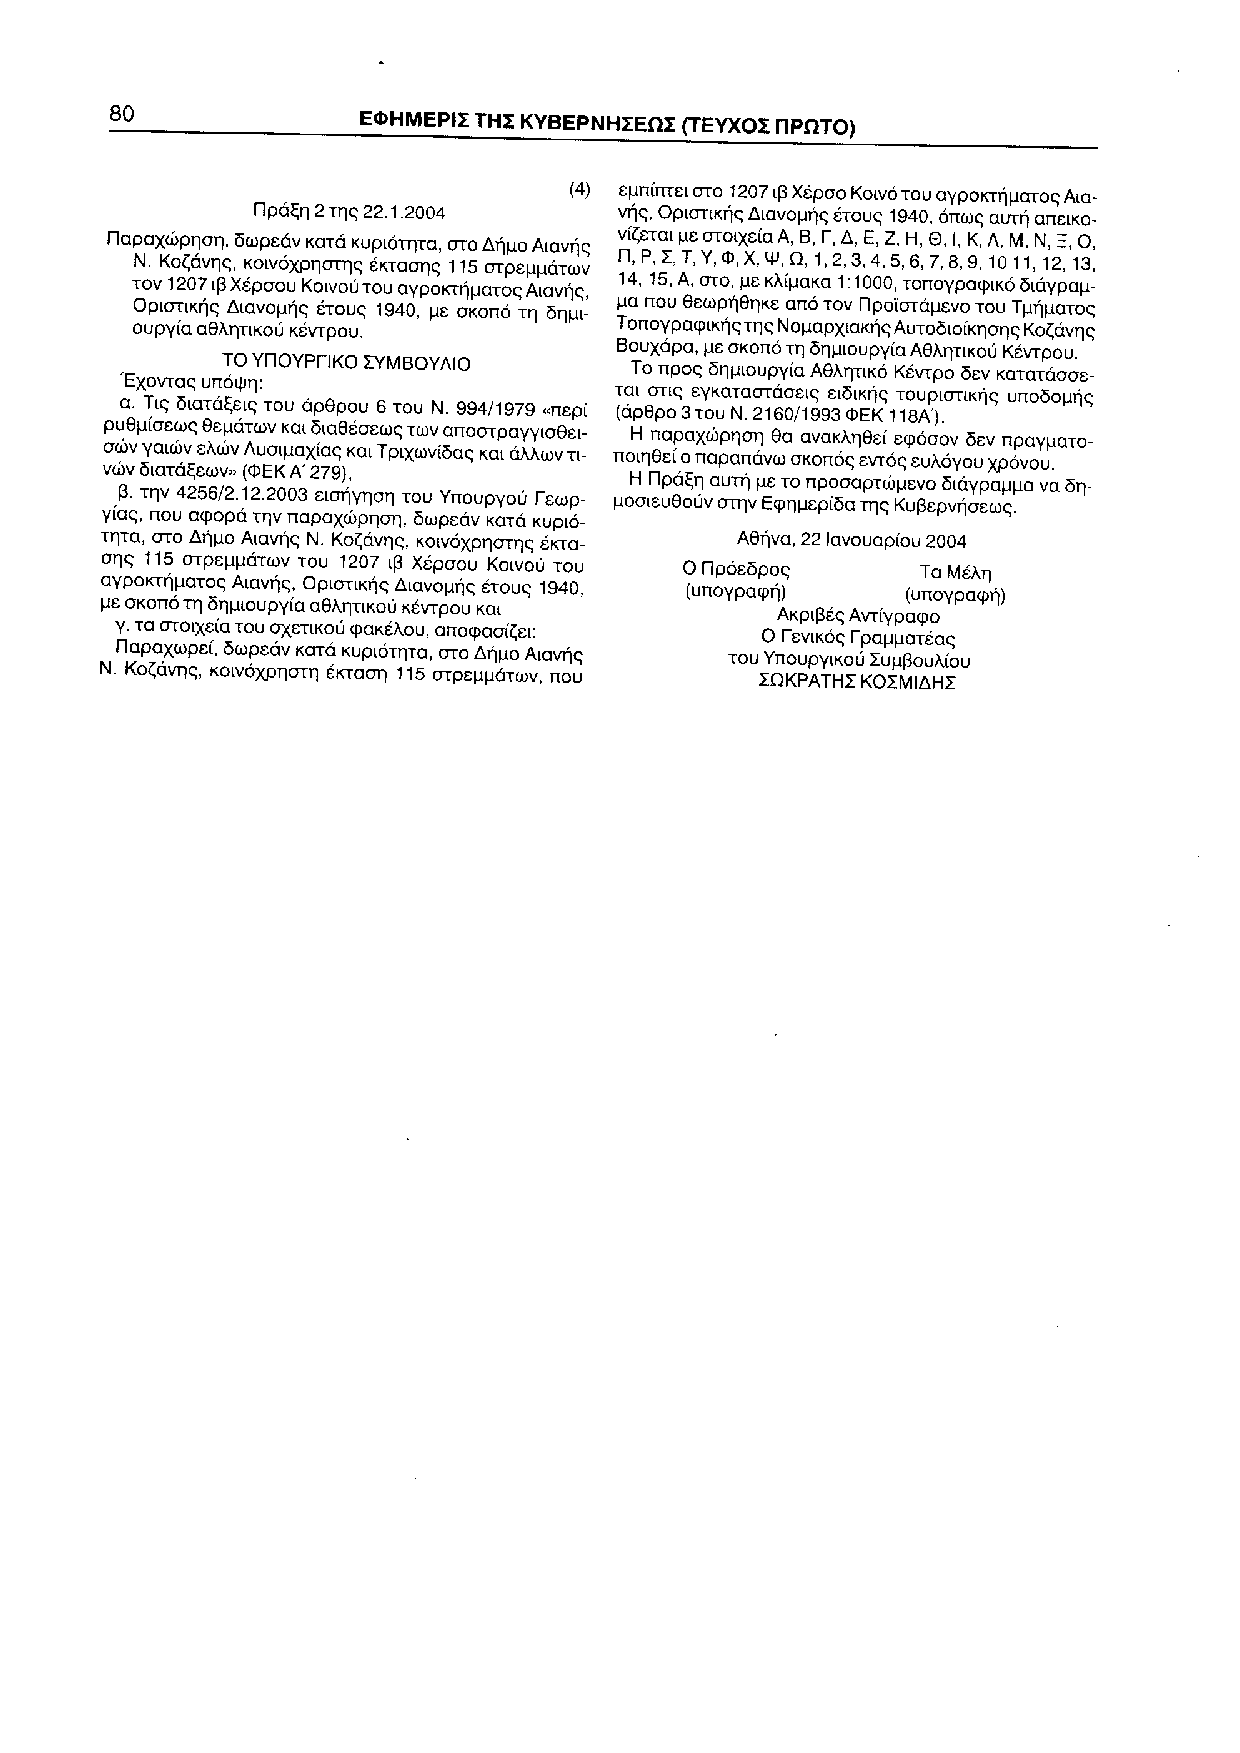 80
ΕΦΗΜΕΡΙΣ ΤΗΣ ΚΥΒΕΡΝΗΣΕΩΣ (ΤΕΥΧΟΣ ΠΡΩΤΟ)
(4)
Πράξη 2 της 22.1.2004
Παραχώρηση, δωρεάν κατά κυριότητα, στο Δήμο Αιανής
Ν. Κοζάνης, κοινόχρηστης έκτασης 115 στρεμμάτων
τον 1207 ιβ Χέρσου Κοινού του αγροκτήματος Αιανής,
Οριστικής Διανομής έτους 1940, με σκοπό τη δημι-
ουργία αθλητικού κέντρου.
ΤΟ ΥΠΟΥΡΓΙΚΟ ΣΥΜΒΟΥΛΙΟ
Έχοντας υπόψη:
α. Τις διατάξεις του άρθρου 6 του Ν. 994/1979 «περί
ρυθμίσεως θεμάτων και διαθέσεως των αποστραγγισθει-
σών γαιών ελών Λυσιμαχίας και Τριχωνίδας και άλλων τι-
νών διατάξεων» (ΦΕΚ Α΄ 279),
β. την 4256/2.12.2003 εισήγηση του Υπουργού Γεωρ-
γίας, που αφορά την παραχώρηση, δωρεάν κατά κυριό-
τητα, στο Δήμο Αιανής Ν. Κοζάνης, κοινόχρηστης έκτα-
σης 115 στρεμμάτων του 1207 ιβ Χέρσου Κοινού του
αγροκτήματος Αιανής, Οριστικής Διανομής έτους 1940,
με σκοπό τη δημιουργία αθλητικού κέντρου και
γ. τα στοιχεία του σχετικού φακέλου, αποφασίζει:
Παραχωρεί, δωρεάν κατά κυριότητα, στο Δήμο Αιανής
Ν. Κοζάνης, κοινόχρηστη έκταση 115 στρεμμάτων, που
εμπίπτει στο 1207 ιβ Χέρσο Κοινό του αγροκτήματος Αια-
νής, Οριστικής Διανομής έτους 1940, όπως αυτή απεικο-
νίζεται με στοιχεία Α, Β, Γ, Δ, Ε, Ζ, Η, Θ, Ι, Κ, Λ, Μ, Ν, Ξ, Ο,
Π, Ρ, Σ, Τ, Υ, Φ, Χ, Ψ, Ω, 1, 2, 3, 4, 5, 6, 7, 8, 9, 10 11, 12, 13,
14, 15, Α, στο, με κλίμακα 1:1000, τοπογραφικό διάγραμ-
μα που θεωρήθηκε από τον Προϊστάμενο του Τμήματος
Τοπογραφικής της Νομαρχιακής Αυτοδιοίκησης Κοζάνης
Βουχάρα, με σκοπό τη δημιουργία Αθλητικού Κέντρου.
Το προς δημιουργία Αθλητικό Κέντρο δεν κατατάσσε-
ται στις εγκαταστάσεις ειδικής τουριστικής υποδομής
(άρθρο 3 του Ν. 2160/1993 ΦΕΚ 118Α΄).
Η παραχώρηση θα ανακληθεί εφόσον δεν πραγματο-
ποιηθεί ο παραπάνω σκοπός εντός ευλόγου χρόνου.
Η Πράξη αυτή με το προσαρτώμενο διάγραμμα να δη-
μοσιευθούν στην Εφημερίδα της Κυβερνήσεως.
Αθήνα, 22 Ιανουαρίου 2004
Ο Πρόεδρος Τα Μέλη
(υπογραφή) (υπογραφή)
Ακριβές Αντίγραφο
Ο Γενικός Γραμματέας
του Υπουργικού Συμβουλίου
ΣΩΚΡΑΤΗΣ ΚΟΣΜΙΔΗΣ